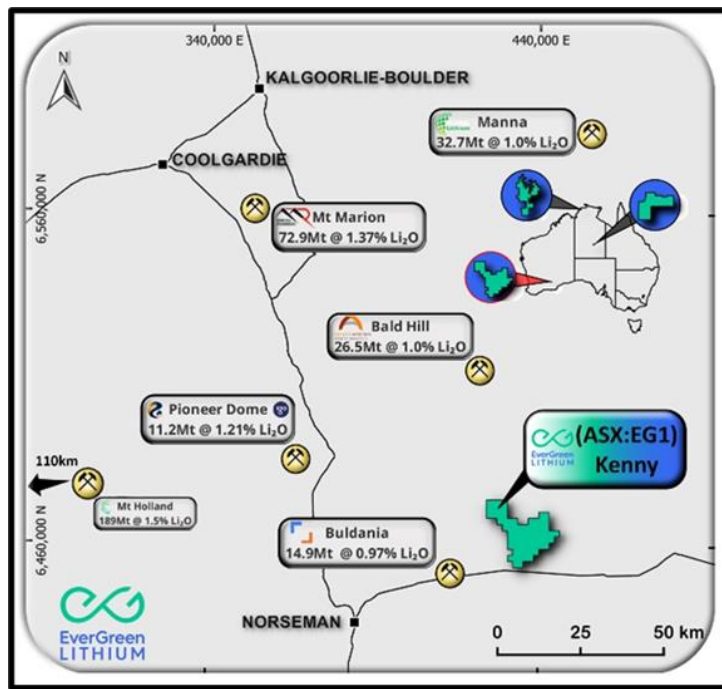 340,000 E
440,000 E
N
KALGOORLIE-BOULDER
Manna
32.7Mt @ 1.0% Li₂O
COOLGARDIE
6,560,000 N
Mt Marion
72.9Mt @ 1.37% Li₂O
Bald Hill
26.5Mt @ 1.0% Li₂O
Pioneer Dome
11.2Mt @ 1.21% Li₂O
(ASX:EG1)
EverGreen
LITHIUM
Kenny
110km
Mt Holland
189Mt @ 1.5% Li₂O
Buldania
14.9Mt @ 0.97% Li₂O
6,460,000 N
EverGreen
LITHIUM
NORSEMAN
0 25 50 km